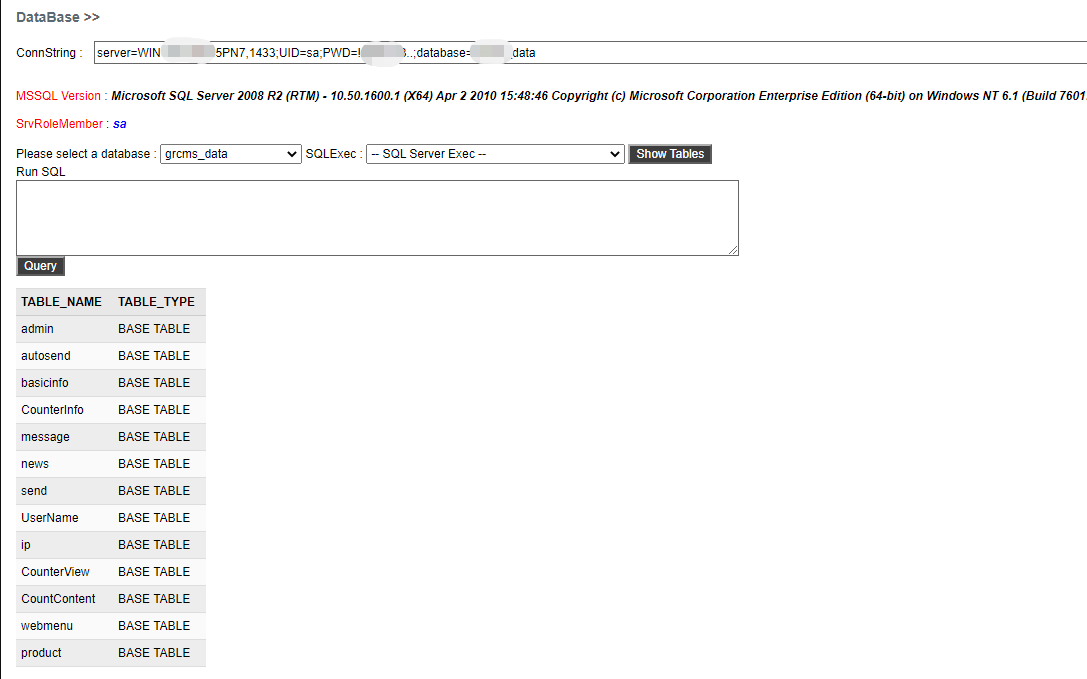 DataBase >>
ConnString : server=WIN 5PN7,1433;UID=sa;PWD=! 3..;database= data
MSSQL Version : Microsoft SQL Server 2008 R2 (RTM) - 10.50.1600.1 (X64) Apr 2 2010 15:48:46 Copyright (c) Microsoft Corporation Enterprise Edition (64-bit) on Windows NT 6.1 (Build 7601
SrvRoleMember : sa
Please select a database : grcms_data SQLExec : -- SQL Server Exec -- Show Tables
Run SQL
Query
TABLE_NAME TABLE_TYPE
admin BASE TABLE
autosend BASE TABLE
basicinfo BASE TABLE
CounterInfo BASE TABLE
message BASE TABLE
news BASE TABLE
send BASE TABLE
UserName BASE TABLE
ip BASE TABLE
CounterView BASE TABLE
CountContent BASE TABLE
webmenu BASE TABLE
product BASE TABLE